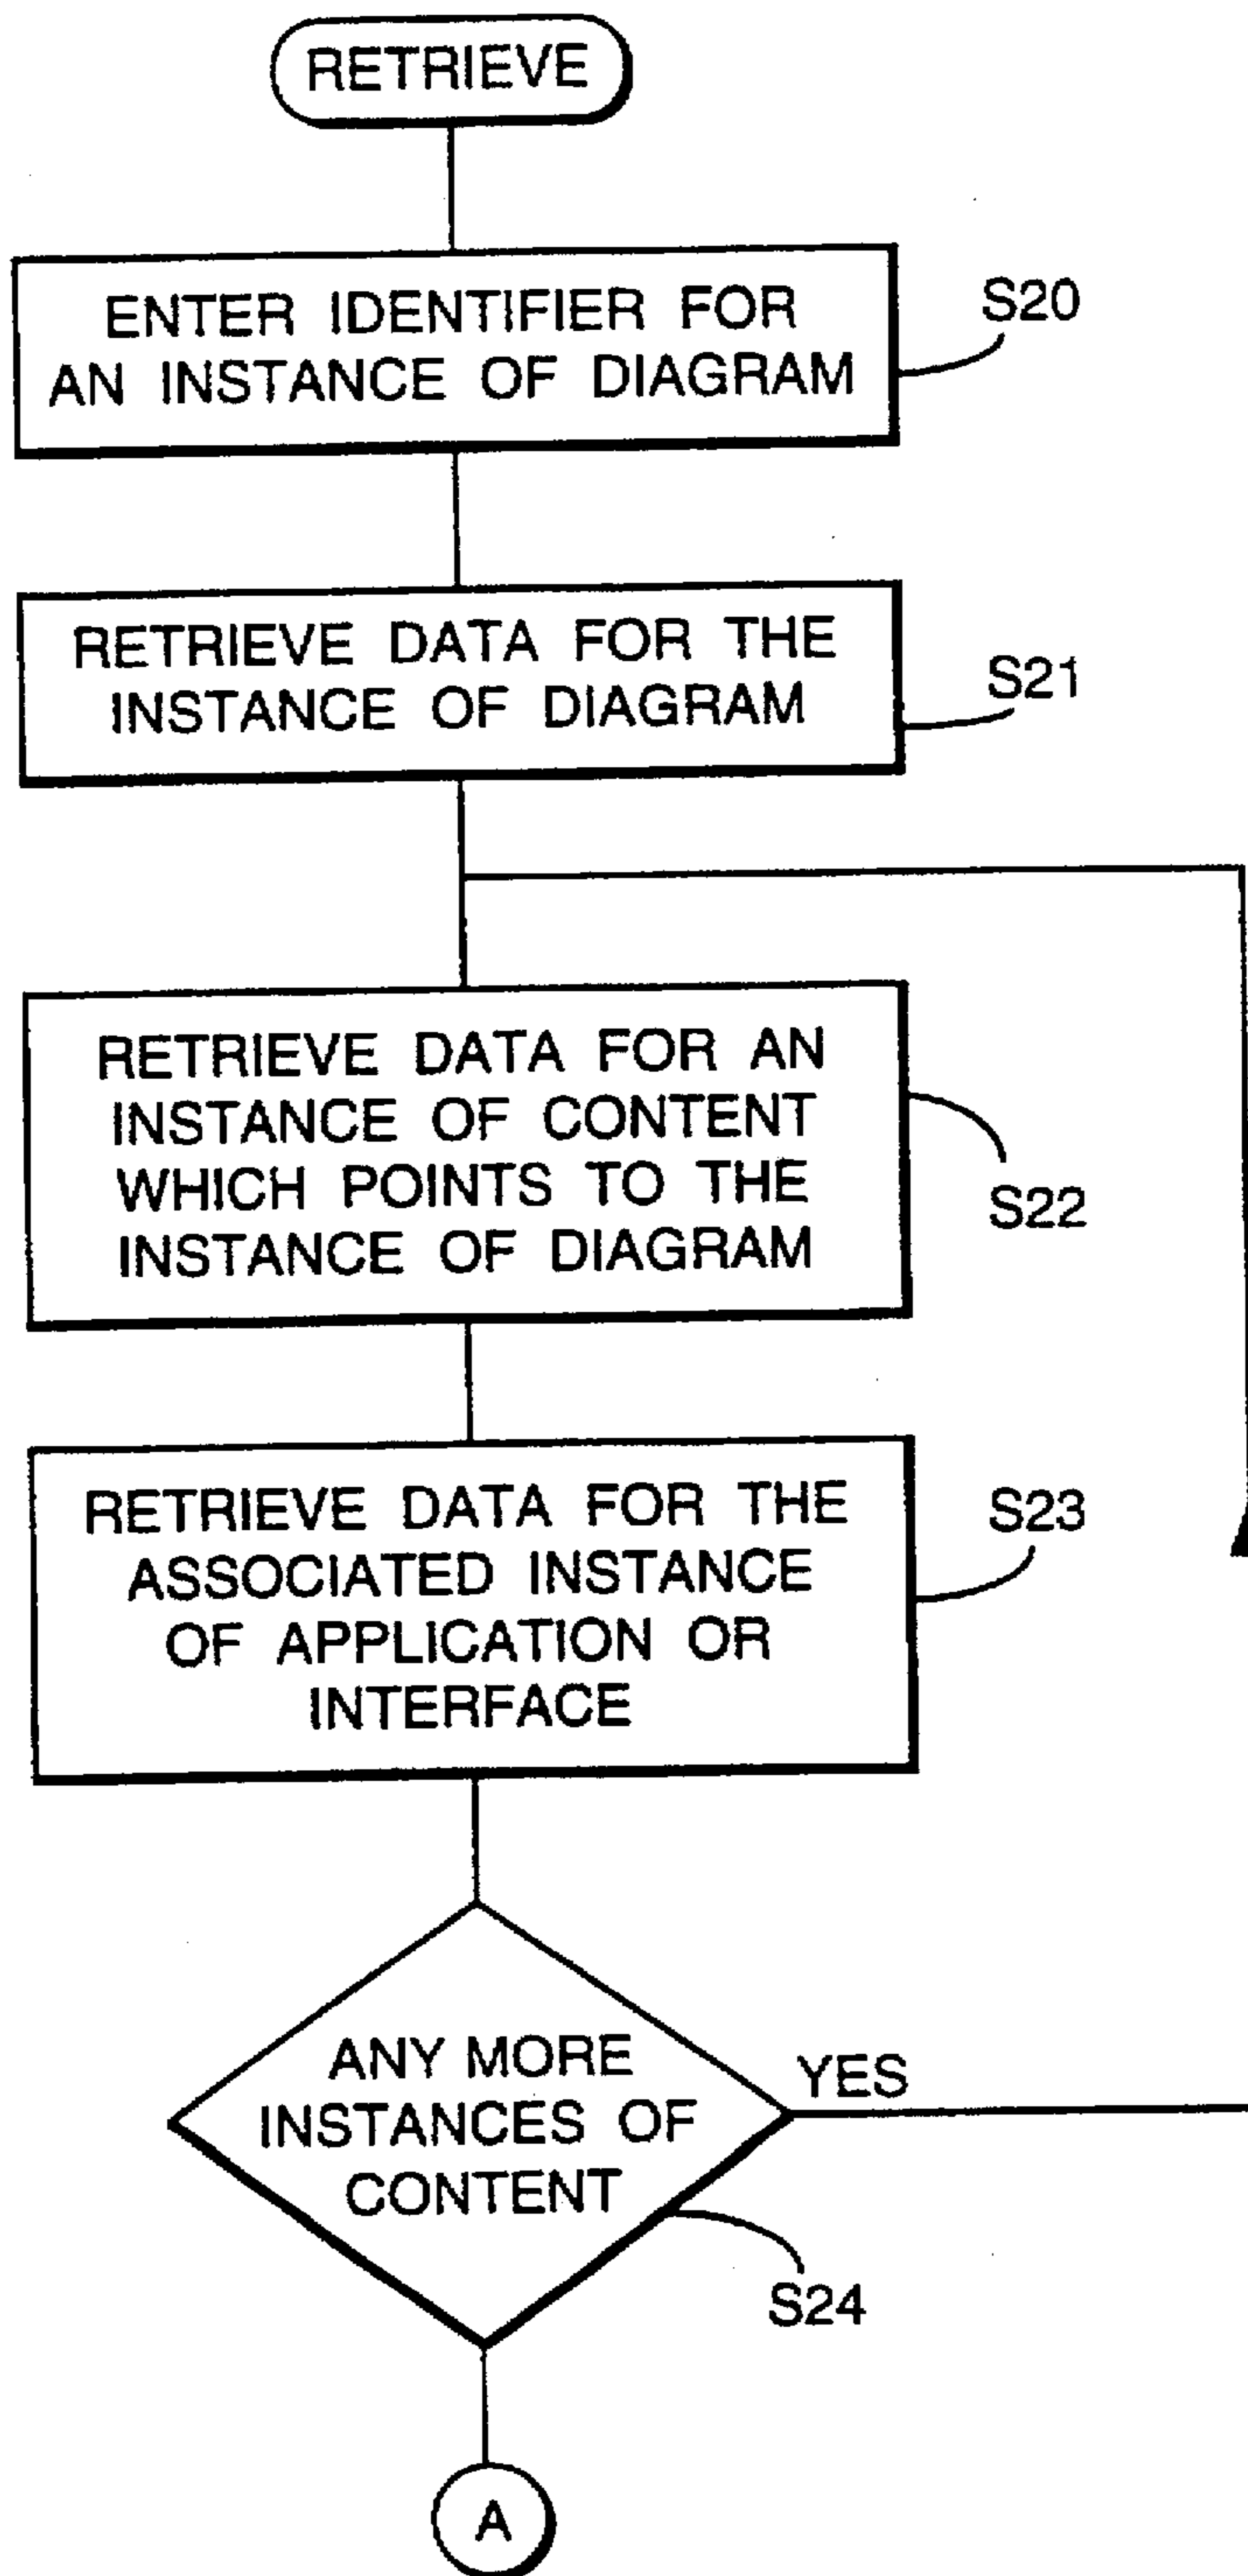 RETRIEVE
ENTER IDENTIFIER FOR
AN INSTANCE OF DIAGRAM
S20
RETRIEVE DATA FOR THE
INSTANCE OF DIAGRAM
S21
RETRIEVE DATA FOR AN
INSTANCE OF CONTENT
WHICH POINTS TO THE
INSTANCE OF DIAGRAM
S22
RETRIEVE DATA FOR THE
ASSOCIATED INSTANCE
OF APPLICATION OR
INTERFACE
S23
ANY MORE
INSTANCES OF
CONTENT
YES
S24
A